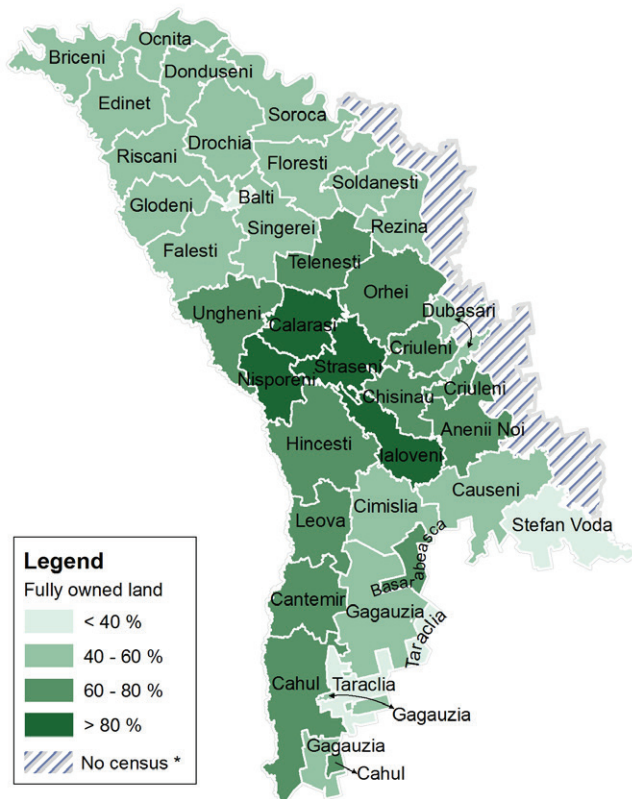 Ocnita
Briceni
Donduseni
Edinet
Soroca
Drochia
Riscani
Floresti
Soldanesti
Balti
Glodeni
Singerei
Rezina
Falesti
Telenesti
Orhei
Ungheni
Dubasari
Calarasi
Criuleni
Straseni
Nisporeni
Criuleni
Chisinau
Anenii Noi
Hincesti
Ialoveni
Causeni
Cimislia
Leova
Stefan Voda
Basarabeasca
Cantemir
Gagauzia
Taraclia
Cahul
Taraclia
Gagauzia
Gagauzia
Cahul
Legend
Fully owned land
< 40 %
40 - 60 %
60 - 80 %
> 80 %
No census *